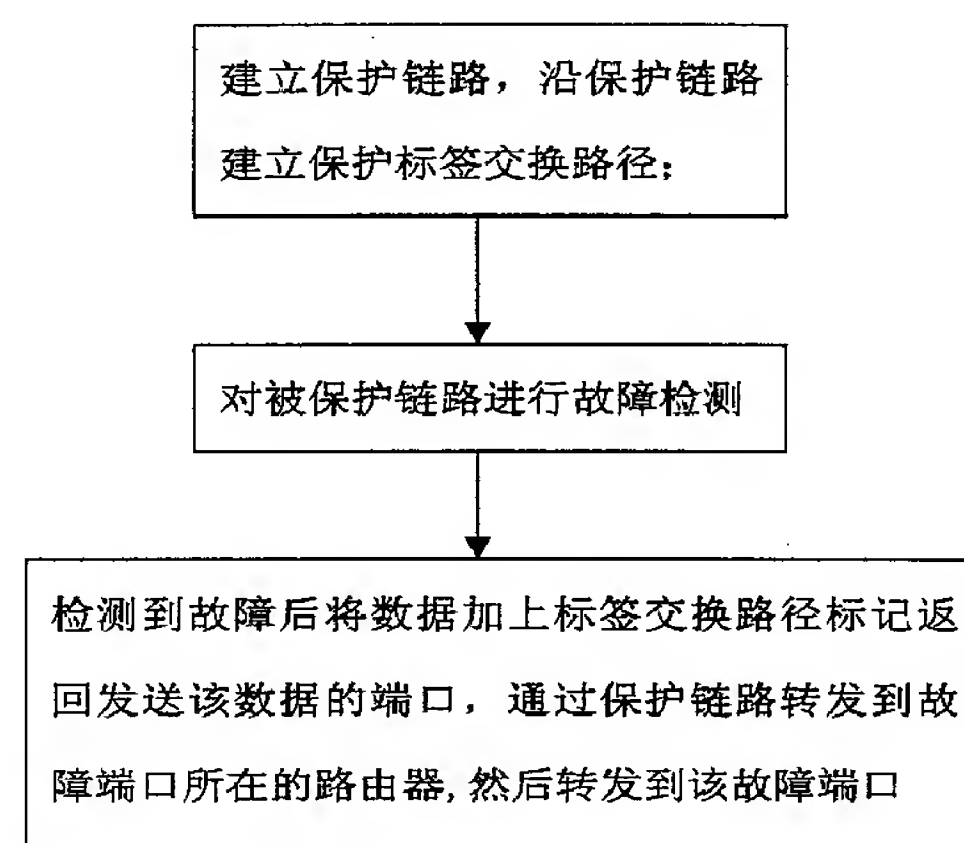 建立保护链路，沿保护链路
建立保护标签交换路径；
对被保护链路进行故障检测
检测到故障后将数据加上标签交换路径标记返
回发送该数据的端口，通过保护链路转发到故
障端口所在的路由器,然后转发到该故障端口